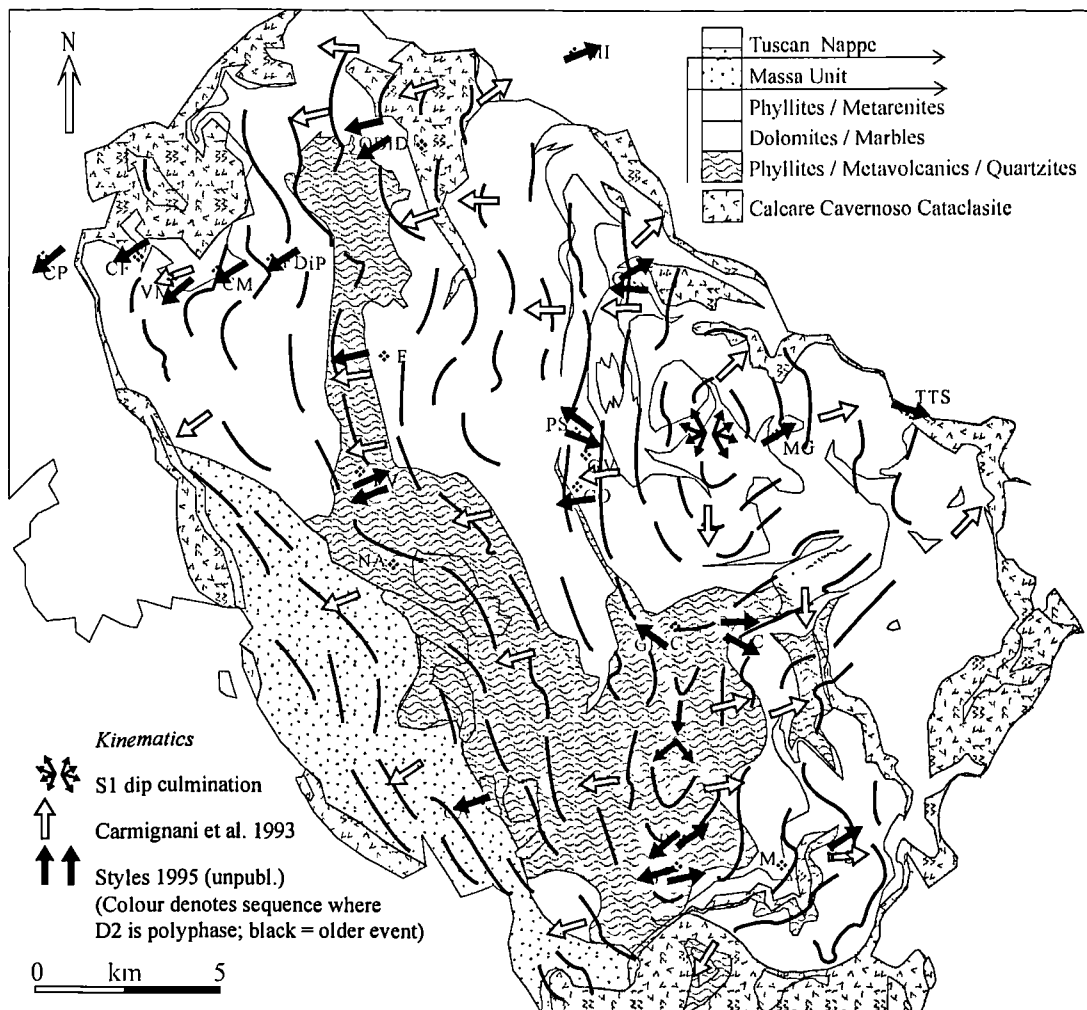 N
II
Tuscan Nappe
Massa Unit
Phyllites / Metarenites
Dolomites / Marbles
Phyllites / Metavolcanics / Quartzites
Calcare Cavernoso Cataclasite
CP
CF
VM
CM
DiP
F
PS
MG
TTS
NA
G
C
C
M
Kinematics
S1 dip culmination
Carmignani et al. 1993
Styles 1995 (unpubl.)
(Colour denotes sequence where
D2 is polyphase; black = older event)
0 km 5